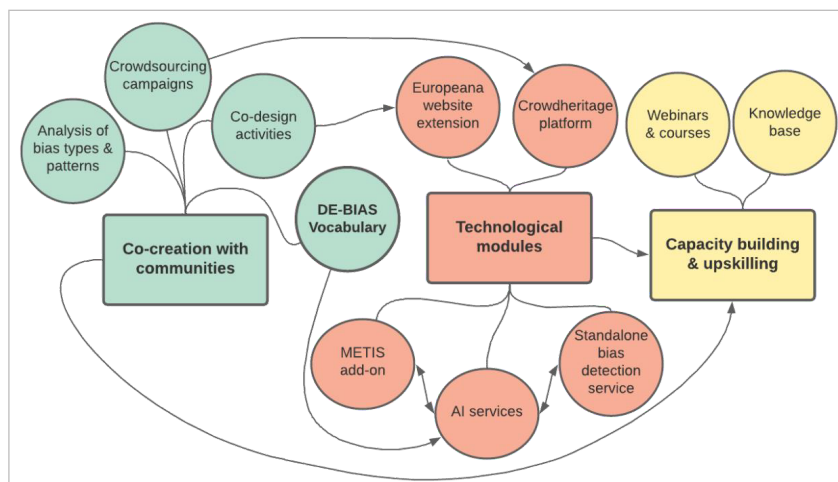 Crowdsourcing
campaigns
Analysis of
bias types &
patterns
Co-design
activities
Europeana
website
extension
Crowdheritage
platform
Webinars
& courses
Knowledge
base
Co-creation with
communities
DE-BIAS
Vocabulary
Technological
modules
Capacity building
& upskilling
METIS
add-on
AI services
Standalone
bias
detection
service